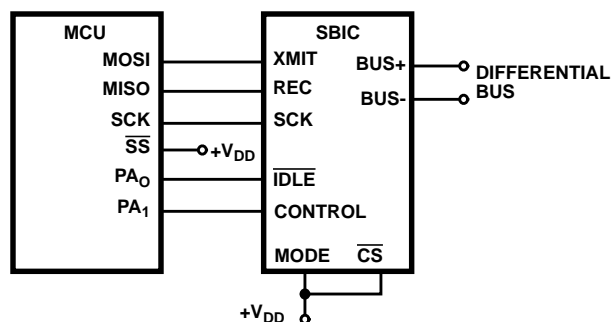 MCU
SBIC
MOSI
XMIT
BUS+
DIFFERENTIAL
BUS
MISO
REC
BUS-
SCK
SCK
SS
+VDD
PAO
IDLE
PA1
CONTROL
MODE
CS
+VDD